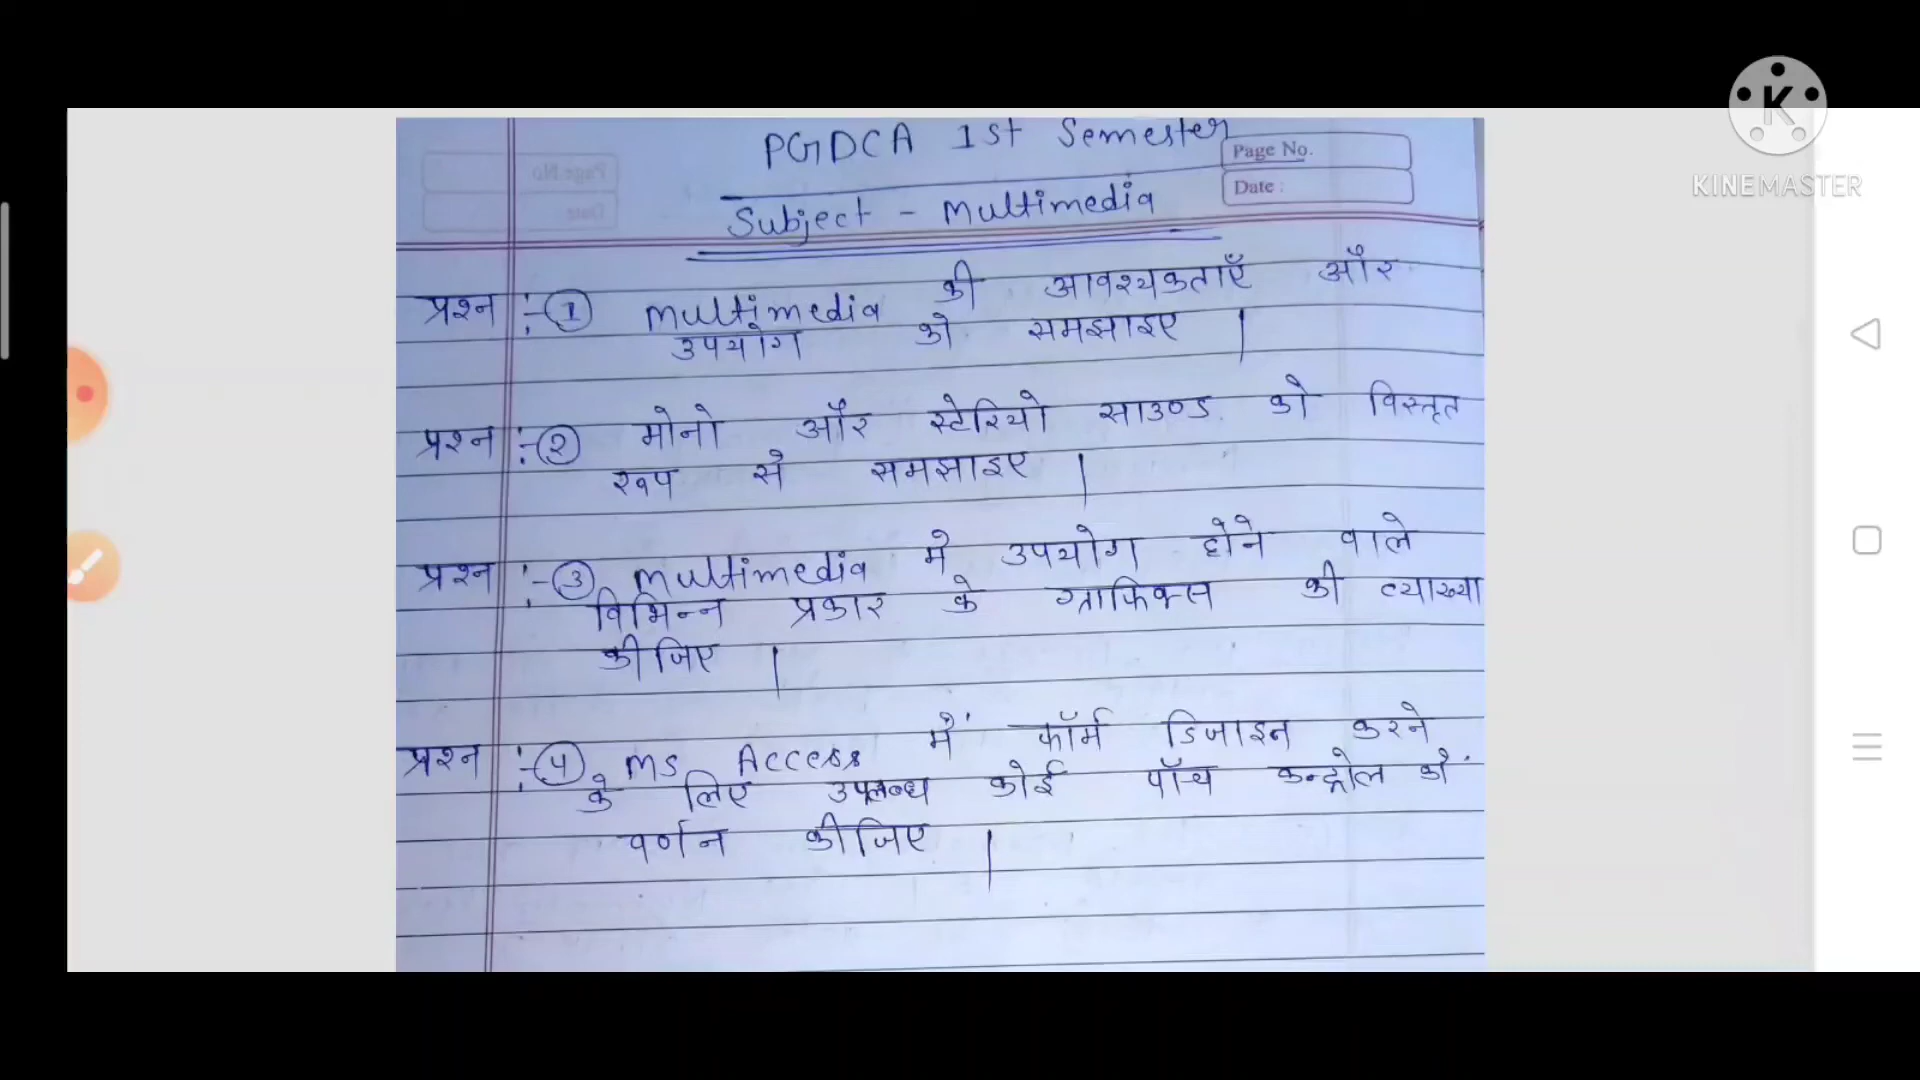 PGDCA 1st Semester
Page No.
Date :
Subject - Multimedia
प्रश्न :- 1 Multimedia की आवश्यकताएँ और
उपयोग को समझाइए |
प्रश्न :- 2 मोनो और स्टेरियो साउण्ड को विस्तृत
रूप से समझाइए |
प्रश्न :- 3 Multimedia मे उपयोग होने वाले
विभिन्न प्रकार के ग्राफिक्स की व्याख्या
कीजिए |
प्रश्न :- 4 MS Access में फॉर्म डिजाइन करने
के लिए उपलब्ध कोई पाँच कन्ट्रोल को
वर्णन कीजिए |
KINEMASTER